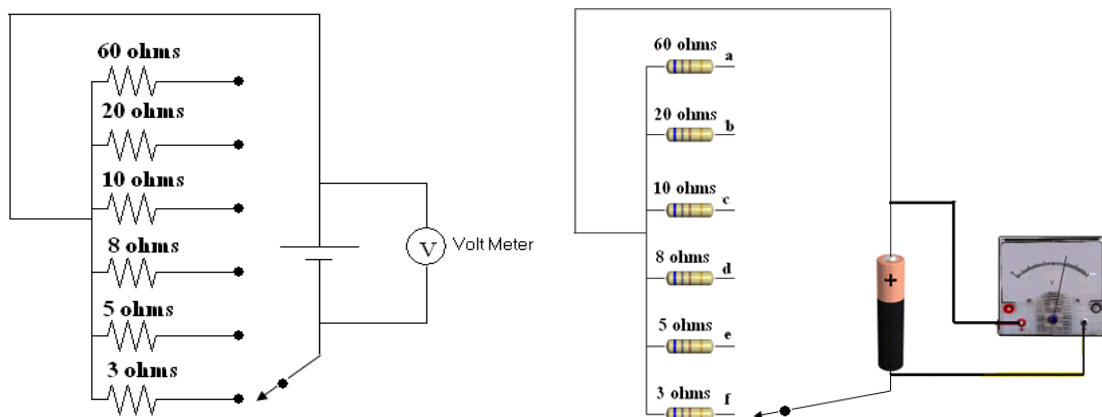 60 ohms
20 ohms
10 ohms
8 ohms
5 ohms
3 ohms
V
Volt Meter
60 ohms
a
20 ohms
b
10 ohms
c
8 ohms
d
5 ohms
e
3 ohms
f
+
V
+
-